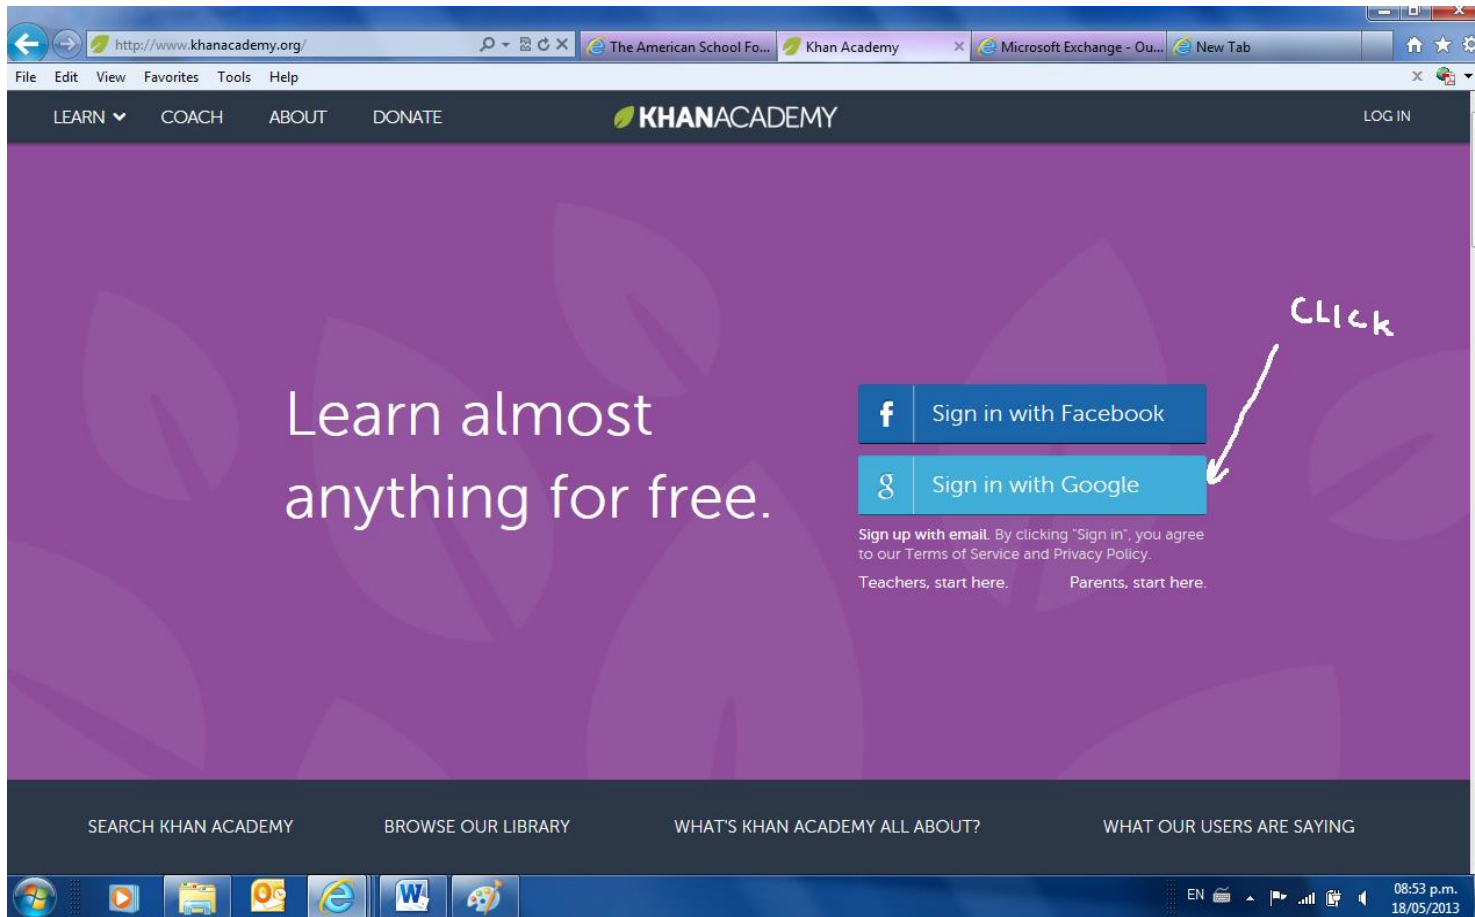 http://www.khanacademy.org/
The American School Fo...
Khan Academy
Microsoft Exchange - Ou...
New Tab
File Edit View Favorites Tools Help
LEARN COACH ABOUT DONATE
KHANACADEMY
LOG IN
CLIck
Learn almost
anything for free.
f Sign in with Facebook
g Sign in with Google
Sign up with email. By clicking "Sign in", you agree
to our Terms of Service and Privacy Policy.
Teachers, start here. Parents, start here.
SEARCH KHAN ACADEMY BROWSE OUR LIBRARY WHAT'S KHAN ACADEMY ALL ABOUT? WHAT OUR USERS ARE SAYING
EN
08:53 p.m.
18/05/2013